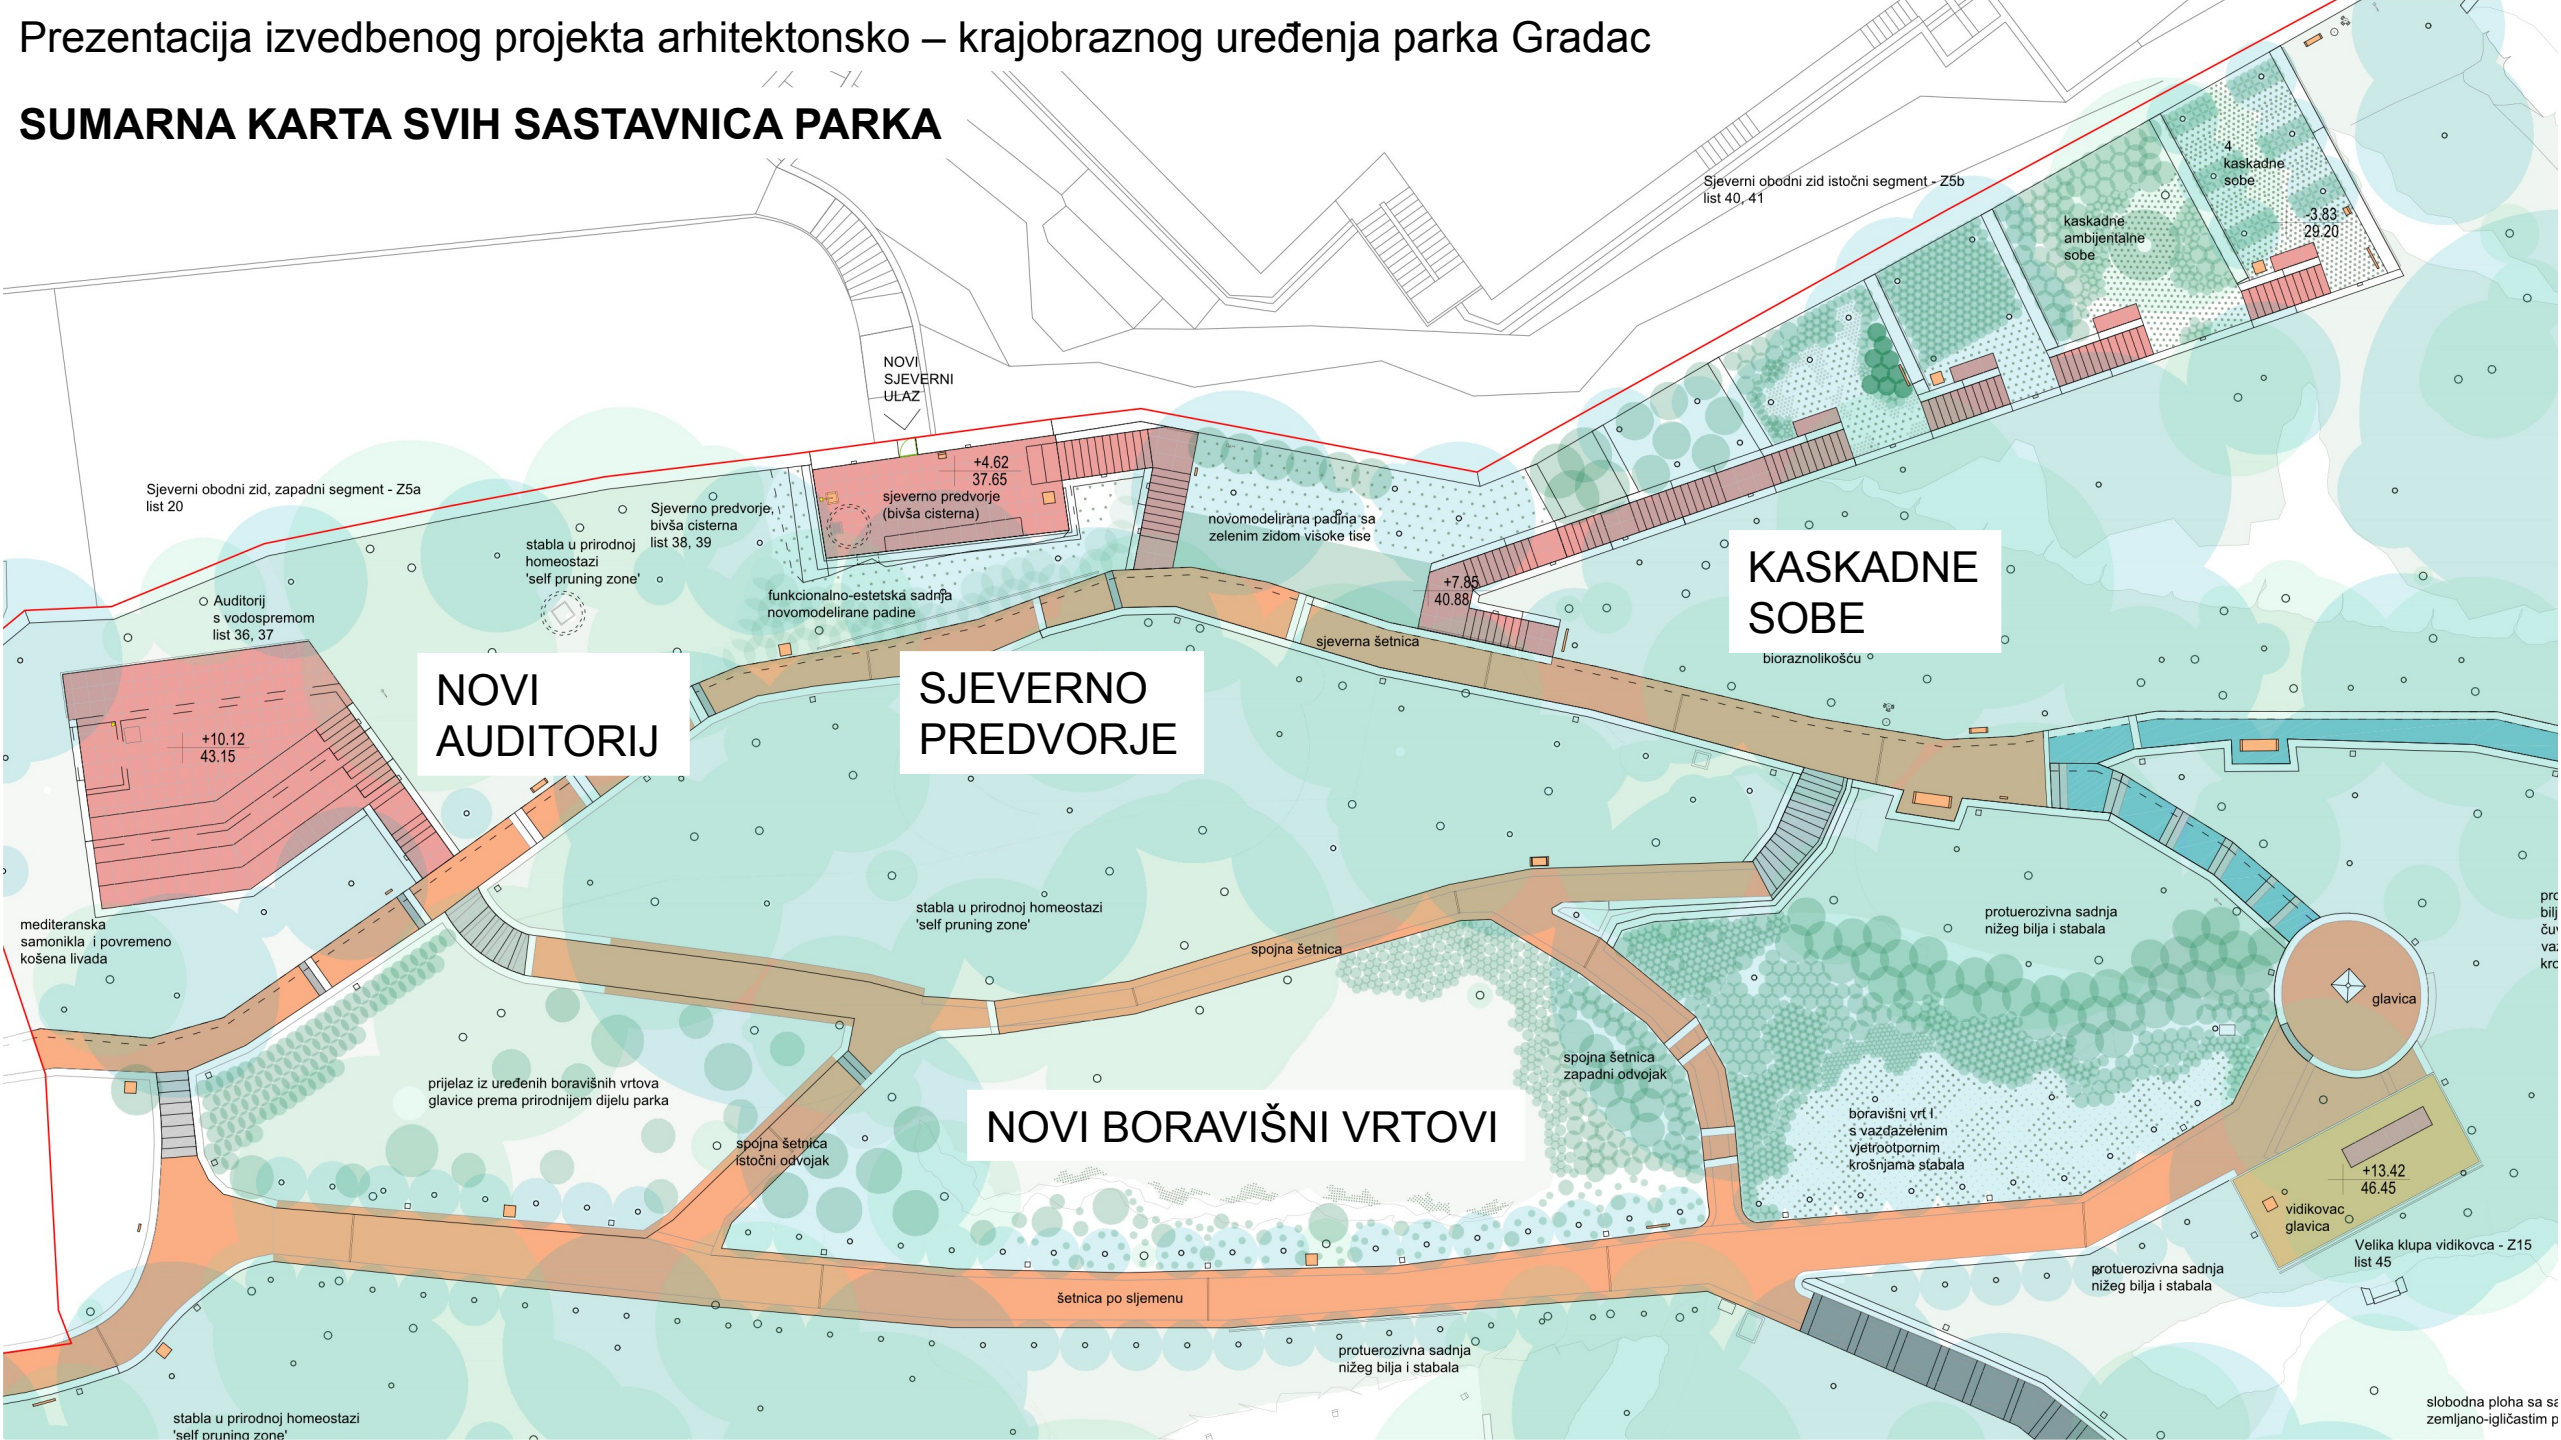 Prezentacija izvedbenog projekta arhitektonsko – krajobraznog uređenja parka Gradac
SUMARNA KARTA SVIH SASTAVNICA PARKA
Sjeverni obodni zid istočni segment - Z5b
list 40, 41
4
kaskadne
sobe
-3.83
29.20
kaskadne
ambijentalne
sobe
NOVI
SJEVERNI
ULAZ
+4.62
37.65
sjeverno predvorje
(bivša cisterna)
Sjeverni obodni zid, zapadni segment - Z5a
list 20
Sjeverno predvorje,
bivša cisterna
list 38, 39
stabla u prirodnoj
homeostazi
'self pruning zone'
novomodelirana padina sa
zelenim zidom visoke tise
Auditorij
s vodospremom
list 36, 37
funkcionalno-estetska sadnja
novomodelirane padine
+7.85
40.88
sjeverna šetnica
KASKADNE
SOBE
bioraznolikošću
NOVI
AUDITORIJ
SJEVERNO
PREDVORJE
+10.12
43.15
mediteranska
samonikla i povremeno
košena livada
stabla u prirodnoj homeostazi
'self pruning zone'
spojna šetnica
protuerozivna sadnja
nižeg bilja i stabala
glavica
prijelaz iz uređenih boravišnih vrtova
glavice prema prirodnijem dijelu parka
spojna šetnica
istočni odvojak
NOVI BORAVIŠNI VRTOVI
spojna šetnica
zapadni odvojak
boravišni vrt I
s vazdazelenim
vjetrootpornim
krošnjama stabala
+13.42
46.45
vidikovac
glavica
Velika klupa vidikovca - Z15
list 45
protuerozivna sadnja
nižeg bilja i stabala
šetnica po sljemenu
protuerozivna sadnja
nižeg bilja i stabala
stabla u prirodnoj homeostazi
'self pruning zone'
slobodna ploha sa
zemljano-igličastim